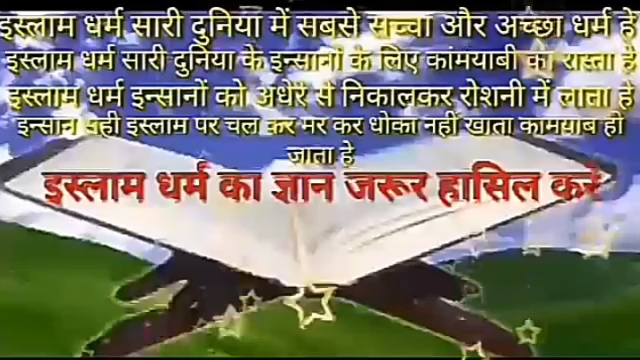 इस्लाम धर्म सारी दुनिया में सबसे सच्चा और अच्छा धर्म है
इस्लाम धर्म सारी दुनिया के इन्सानों के लिए कांमयाबी का रास्ता है
इस्लाम धर्म इन्सानों को अंधेरे से निकालकर रोशनी में लाता है
इन्सान सही इस्लाम पर चल कर मर कर धोका नहीं खाता कामयाब हो
जाता है
इस्लाम धर्म का ज्ञान जरूर हासिल करे